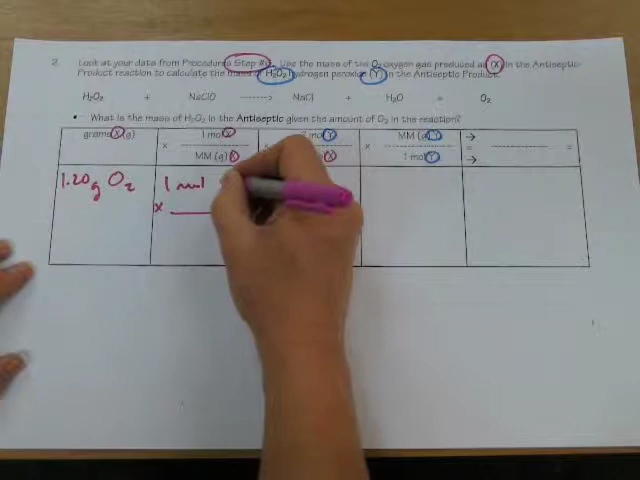 2. Look at your data from Procedure Step #. Use the mass of the O₂ oxygen gas produced as (X) in the Antiseptic
Product reaction to calculate the mass of H₂O₂ hydrogen peroxide (Y) in the Antiseptic Product.
H₂O₂ + NaClO -----> NaCl + H₂O + O₂
• What is the mass of H₂O₂ in the Antiseptic given the amount of O₂ in the reaction?
grams X (g) x 1 mol X mol Y x MM (g) Y → =
MM (g) X X 1 mol Y →
1.20g O₂ 1 mol
x